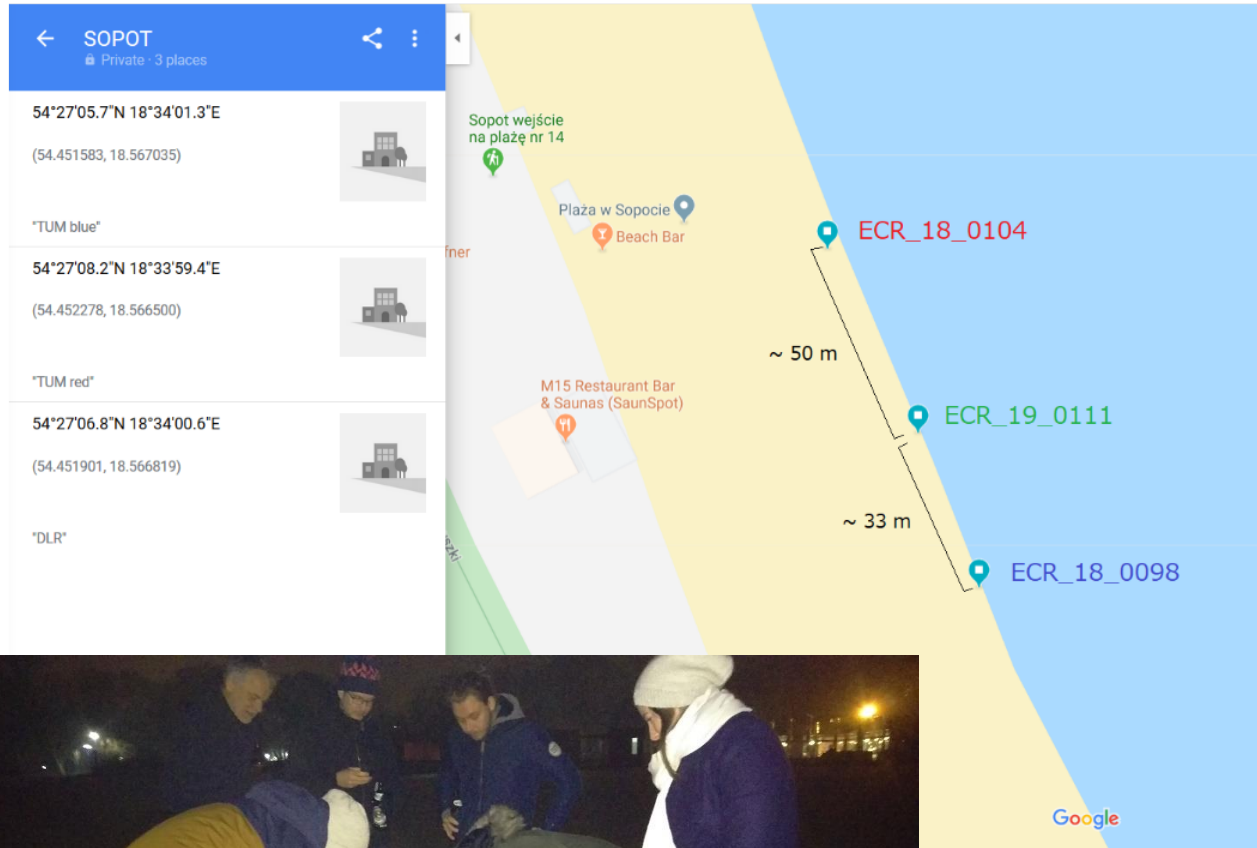 SOPOT
Private · 3 places
54°27'05.7"N 18°34'01.3"E
(54.451583, 18.567035)
"TUM blue"
54°27'08.2"N 18°33'59.4"E
(54.452278, 18.566500)
"TUM red"
54°27'06.8"N 18°34'00.6"E
(54.451901, 18.566819)
"DLR"
Sopot wejście
na plażę nr 14
Plaża w Sopocie
Beach Bar
fner
ECR_18_0104
~ 50 m
M15 Restaurant Bar
& Saunas (SaunSpot)
ECR_19_0111
~ 33 m
ECR_18_0098
Google